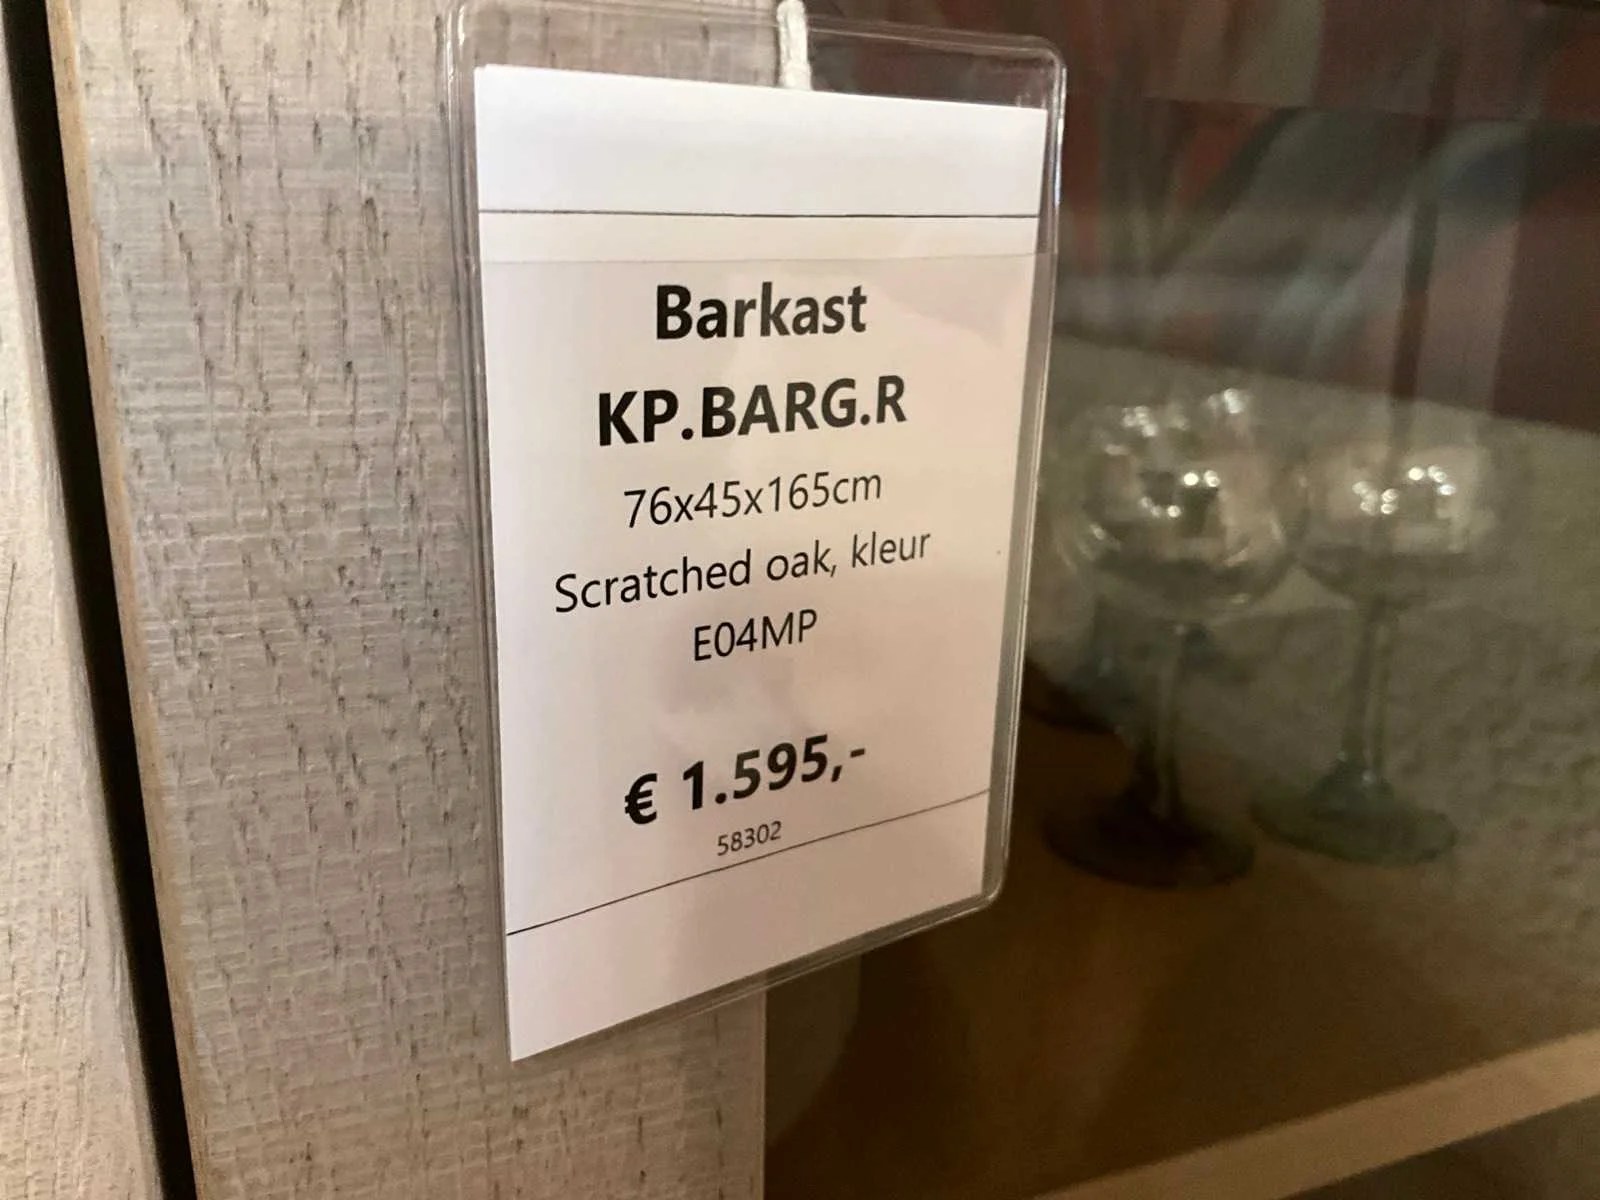 Barkast
KP.BARG.R
76x45x165cm
Scratched oak, kleur
E04MP
€ 1.595,-
58302